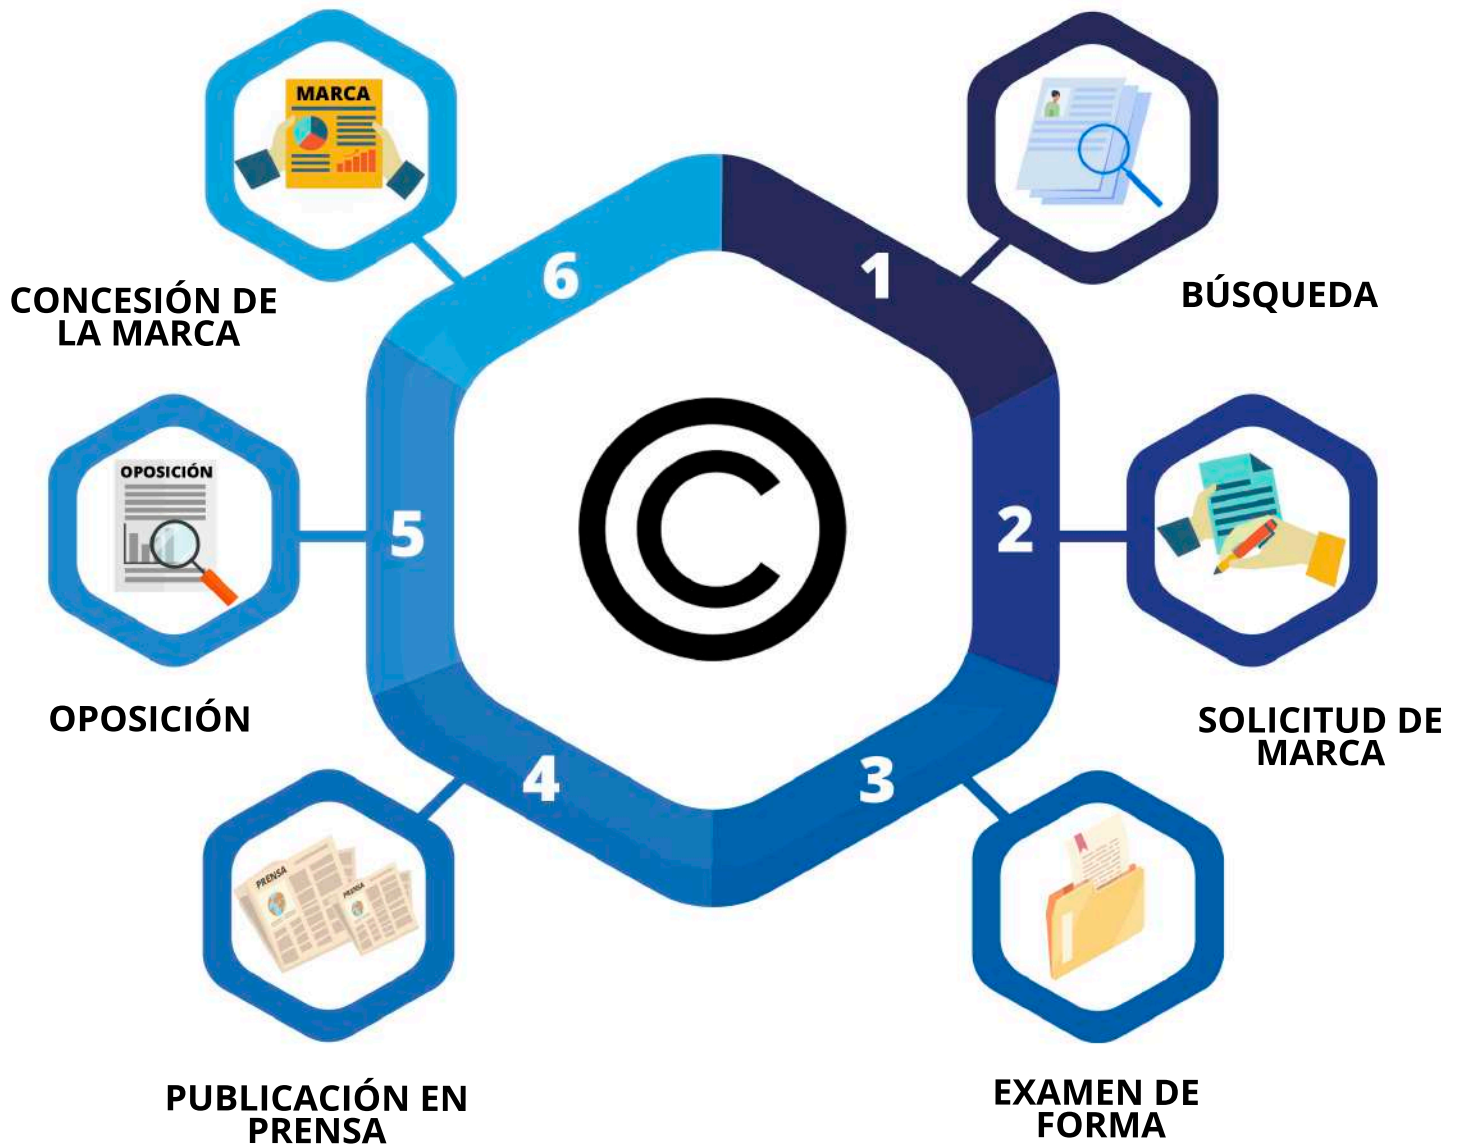 MARCA
CONCESIÓN DE
LA MARCA
6
1
BÚSQUEDA
OPOSICIÓN
OPOSICIÓN
5
©
2
SOLICITUD DE
MARCA
4
3
PRENSA
PRENSA
PUBLICACIÓN EN
PRENSA
EXAMEN DE
FORMA